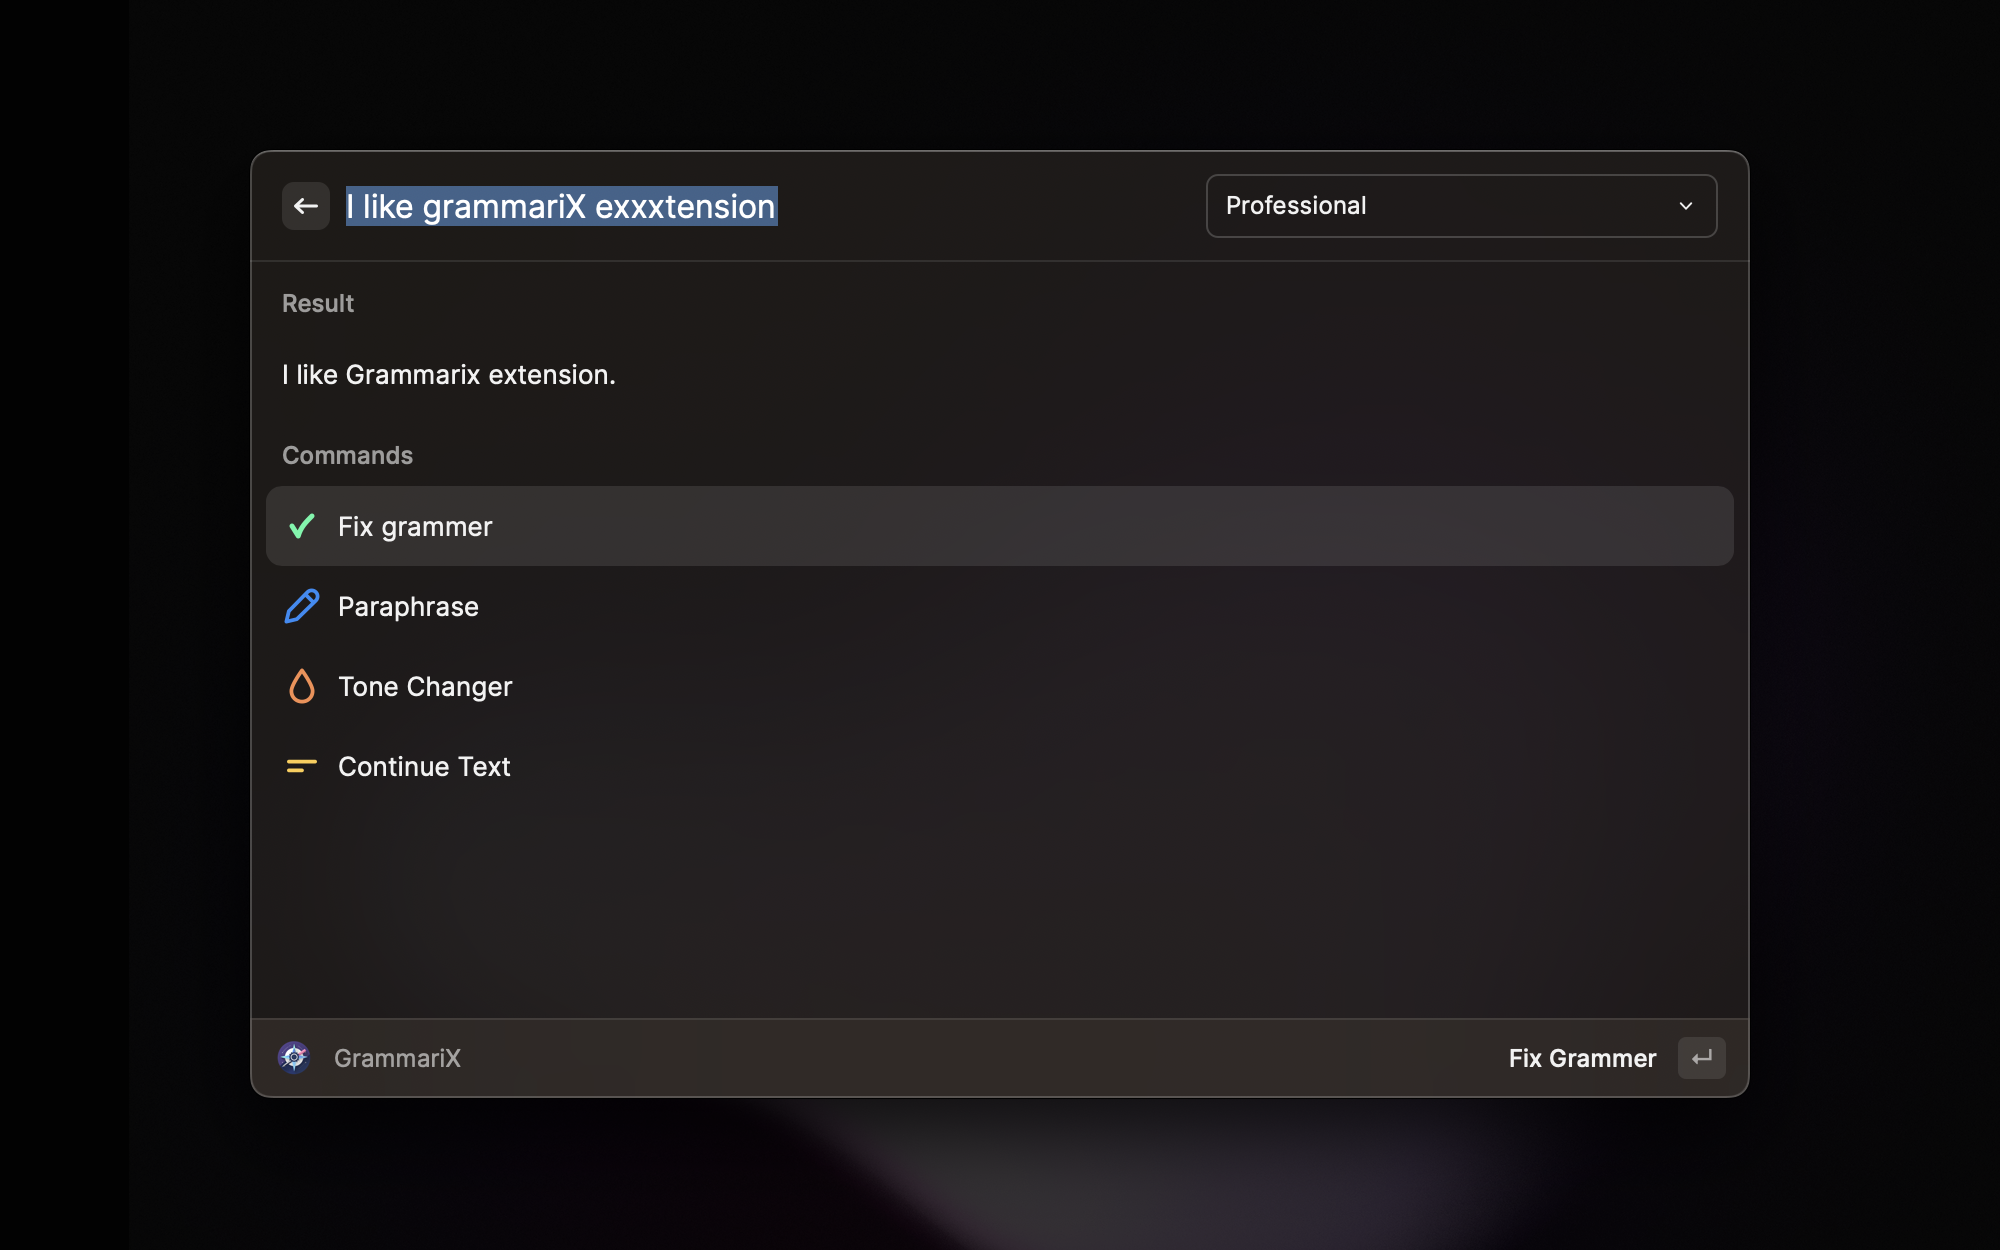 I like grammariX exxxtension
Professional
Result
I like Grammarix extension.
Commands
Fix grammer
Paraphrase
Tone Changer
Continue Text
GrammariX
Fix Grammer